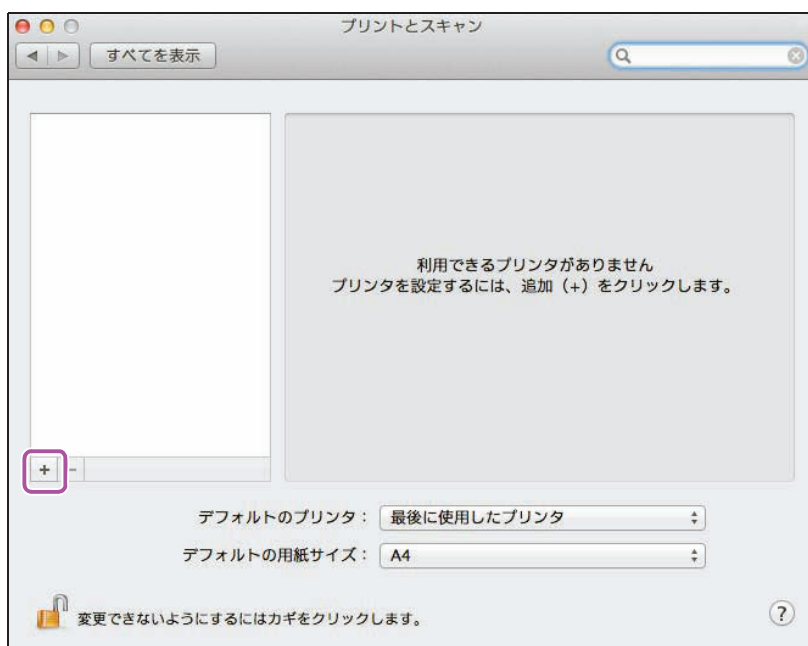 プリントとスキャン
すべてを表示
利用できるプリンタがありません
プリンタを設定するには、追加（+）をクリックします。
+ −
デフォルトのプリンタ： 最後に使用したプリンタ
デフォルトの用紙サイズ： A4
変更できないようにするにはカギをクリックします。
?